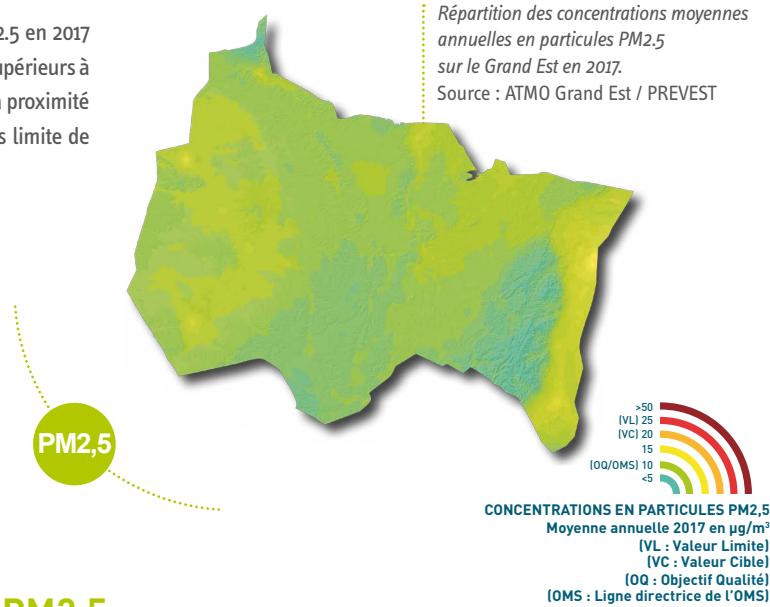 2.5 en 2017
upérieurs à
proximité
s limite de
Répartition des concentrations moyennes
annuelles en particules PM2.5
sur le Grand Est en 2017.
Source : ATMO Grand Est / PREVEST
PM2,5
>50
(VL) 25
(VC) 20
15
(OQ/OMS) 10
<5
CONCENTRATIONS EN PARTICULES PM2,5
Moyenne annuelle 2017 en µg/m³
(VL : Valeur Limite)
(VC : Valeur Cible)
(OQ : Objectif Qualité)
(OMS : Ligne directrice de l'OMS)
PM2.5